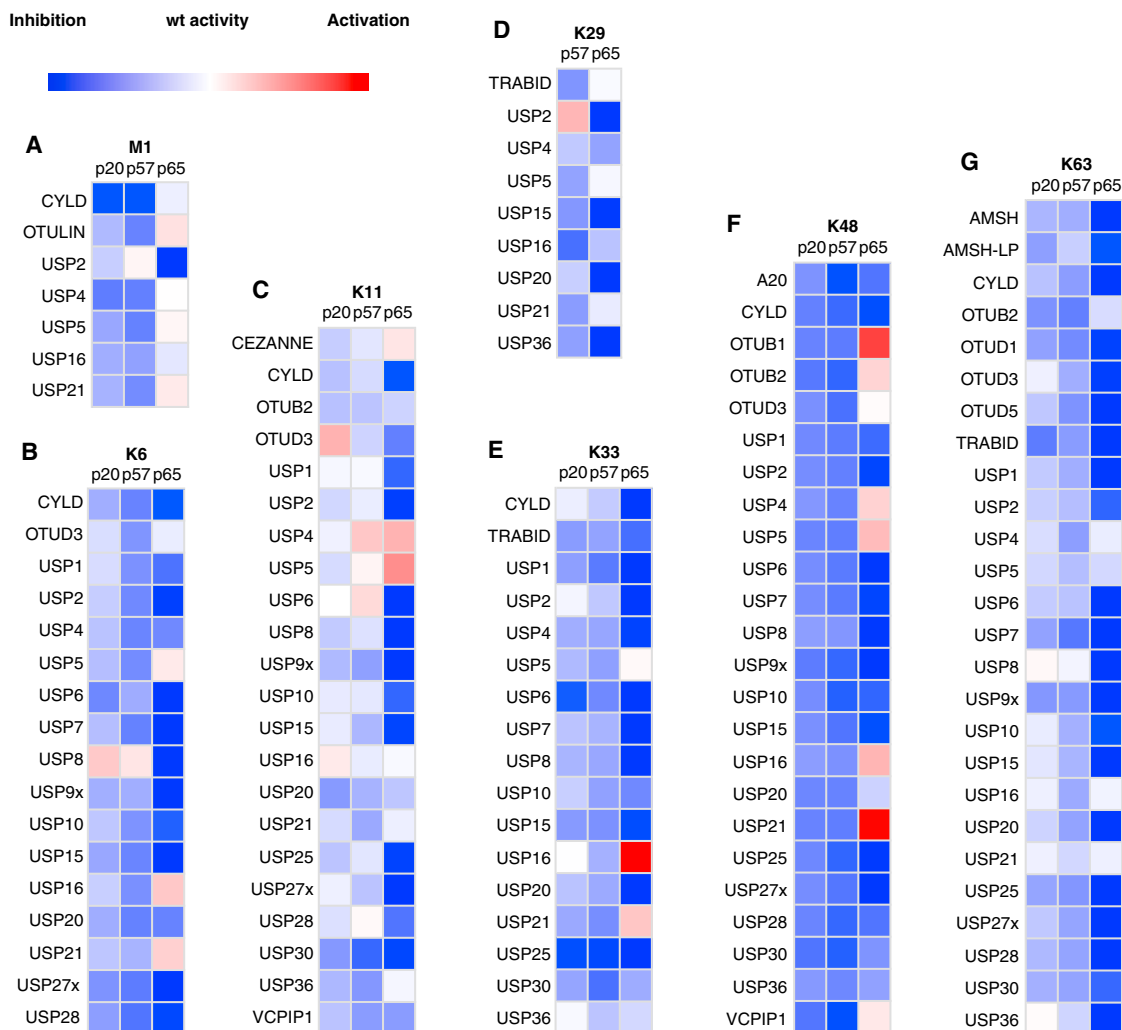 Inhibition wt activity Activation
A
M1
p20 p57 p65
CYLD
OTULIN
USP2
USP4
USP5
USP16
USP21
B
K6
p20 p57 p65
CYLD
OTUD3
USP1
USP2
USP4
USP5
USP6
USP7
USP8
USP9x
USP10
USP15
USP16
USP20
USP21
USP27x
USP28
C
K11
p20 p57 p65
CEZANNE
CYLD
OTUB2
OTUD3
USP1
USP2
USP4
USP5
USP6
USP8
USP9x
USP10
USP15
USP16
USP20
USP21
USP25
USP27x
USP28
USP30
USP36
VCPIP1
D
K29
p57 p65
TRABID
USP2
USP4
USP5
USP15
USP16
USP20
USP21
USP36
E
K33
p20 p57 p65
CYLD
TRABID
USP1
USP2
USP4
USP5
USP6
USP7
USP8
USP10
USP15
USP16
USP20
USP21
USP25
USP30
USP36
F
K48
p20 p57 p65
A20
CYLD
OTUB1
OTUB2
OTUD3
USP1
USP2
USP4
USP5
USP6
USP7
USP8
USP9x
USP10
USP15
USP16
USP20
USP21
USP25
USP27x
USP28
USP30
USP36
VCPIP1
G
K63
p20 p57 p65
AMSH
AMSH-LP
CYLD
OTUB2
OTUD1
OTUD3
OTUD5
TRABID
USP1
USP2
USP4
USP5
USP6
USP7
USP8
USP9x
USP10
USP15
USP16
USP20
USP21
USP25
USP27x
USP28
USP30
USP36